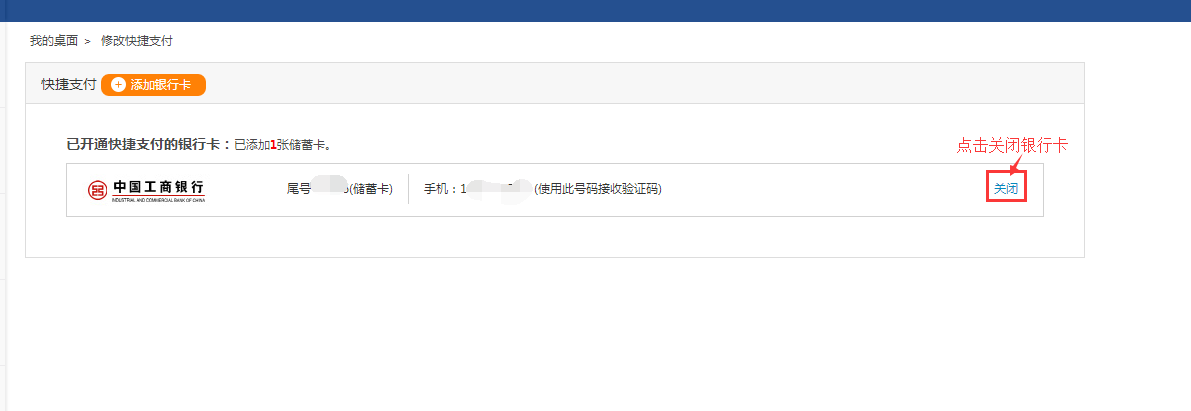 我的桌面 > 修改快捷支付
快捷支付 添加银行卡
已开通快捷支付的银行卡：已添加1张储蓄卡。
点击关闭银行卡
中国工商银行 尾号 (储蓄卡) 手机：1 (使用此号码接收验证码) 关闭
INDUSTRIAL AND COMMERCIAL BANK OF CHINA